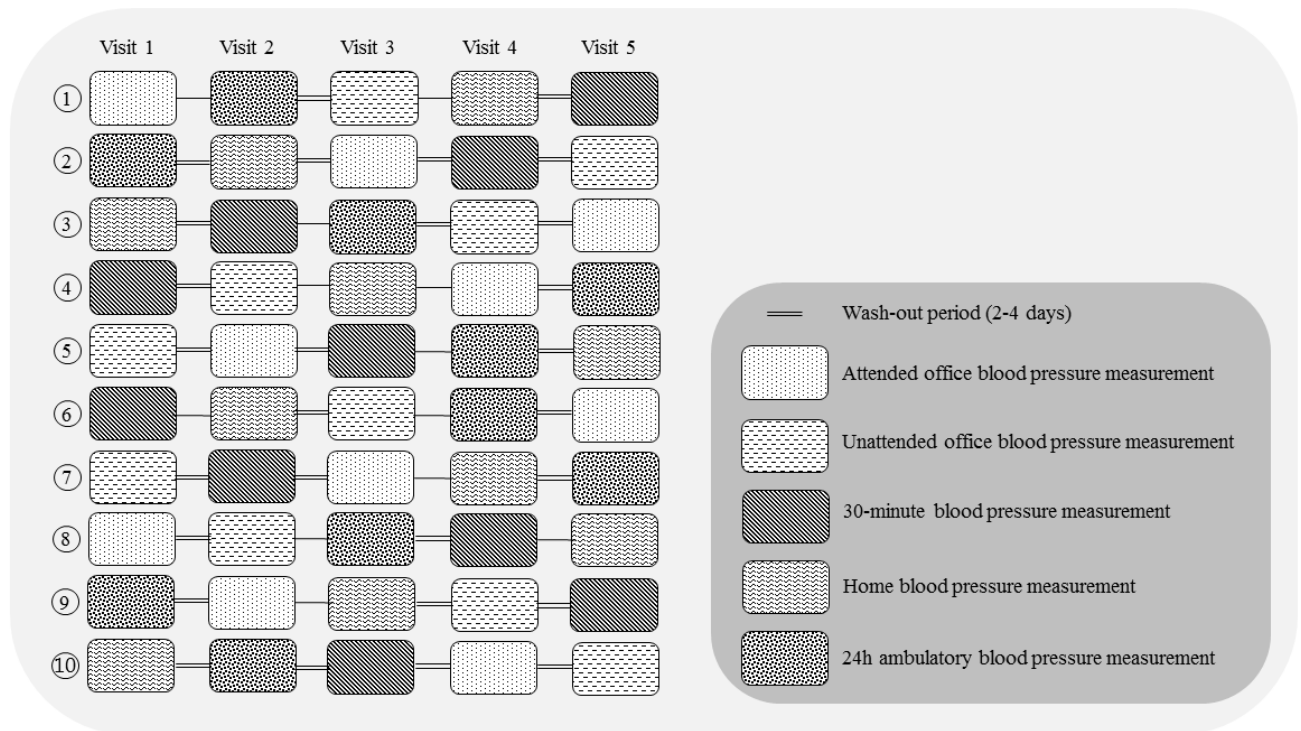 Visit 1 Visit 2 Visit 3 Visit 4 Visit 5
1
2
3
4
5
6
7
8
9
10
Wash-out period (2-4 days)
Attended office blood pressure measurement
Unattended office blood pressure measurement
30-minute blood pressure measurement
Home blood pressure measurement
24h ambulatory blood pressure measurement